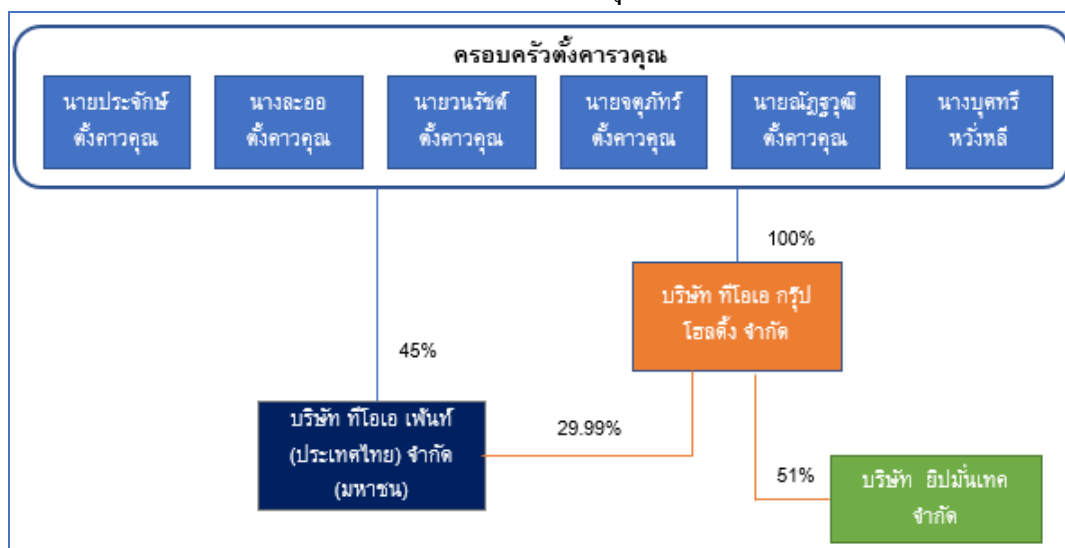 ครอบครัวตั้งคารวคุณ
นายประจักษ์
ตั้งคาวคุณ
นางละออ
ตั้งคาวคุณ
นายวนรัชต์
ตั้งคาวคุณ
นายจตุภัทร์
ตั้งคาวคุณ
นายณัฏฐวุฒิ
ตั้งคาวคุณ
นางบุศทรี
หวั่งหลี
100%
บริษัท ทีโอเอ กรุ๊ป
โฮลดิ้ง จำกัด
45%
บริษัท ทีโอเอ เพ้นท์
(ประเทศไทย) จำกัด
(มหาชน)
29.99%
51%
บริษัท ยิปมั่นเทค
จำกัด